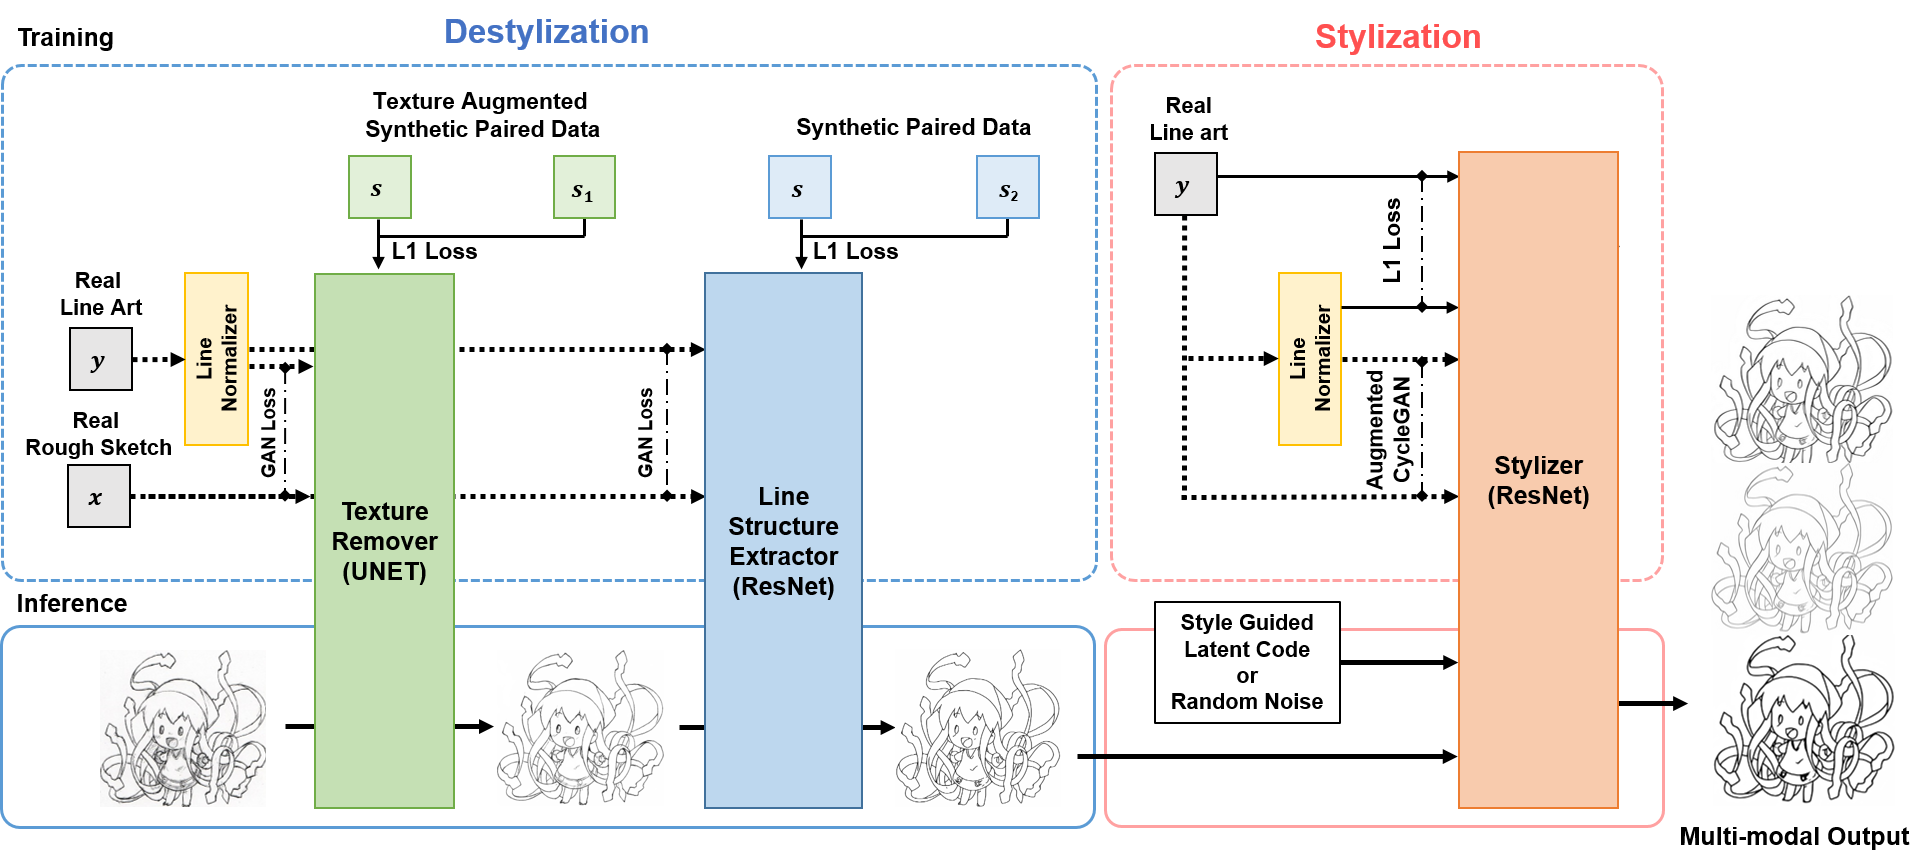 Training
Destylization
Stylization
Texture Augmented
Synthetic Paired Data
s
s1
L1 Loss
Synthetic Paired Data
s
s2
L1 Loss
Real
Line Art
y
Line
Normalizer
GAN Loss
Real
Rough Sketch
x
Texture
Remover
(UNET)
GAN Loss
Line
Structure
Extractor
(ResNet)
Real
Line art
y
L1 Loss
Line
Normalizer
Augmented
CycleGAN
Stylizer
(ResNet)
Inference
Style Guided
Latent Code
or
Random Noise
Multi-modal Output